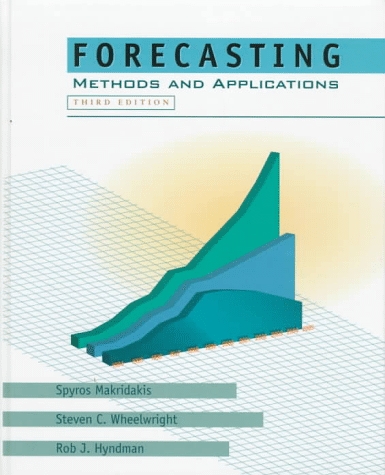 FORECASTING
METHODS AND APPLICATIONS
THIRD EDITION
Spyros Makridakis
Steven C. Wheelwright
Rob J. Hyndman